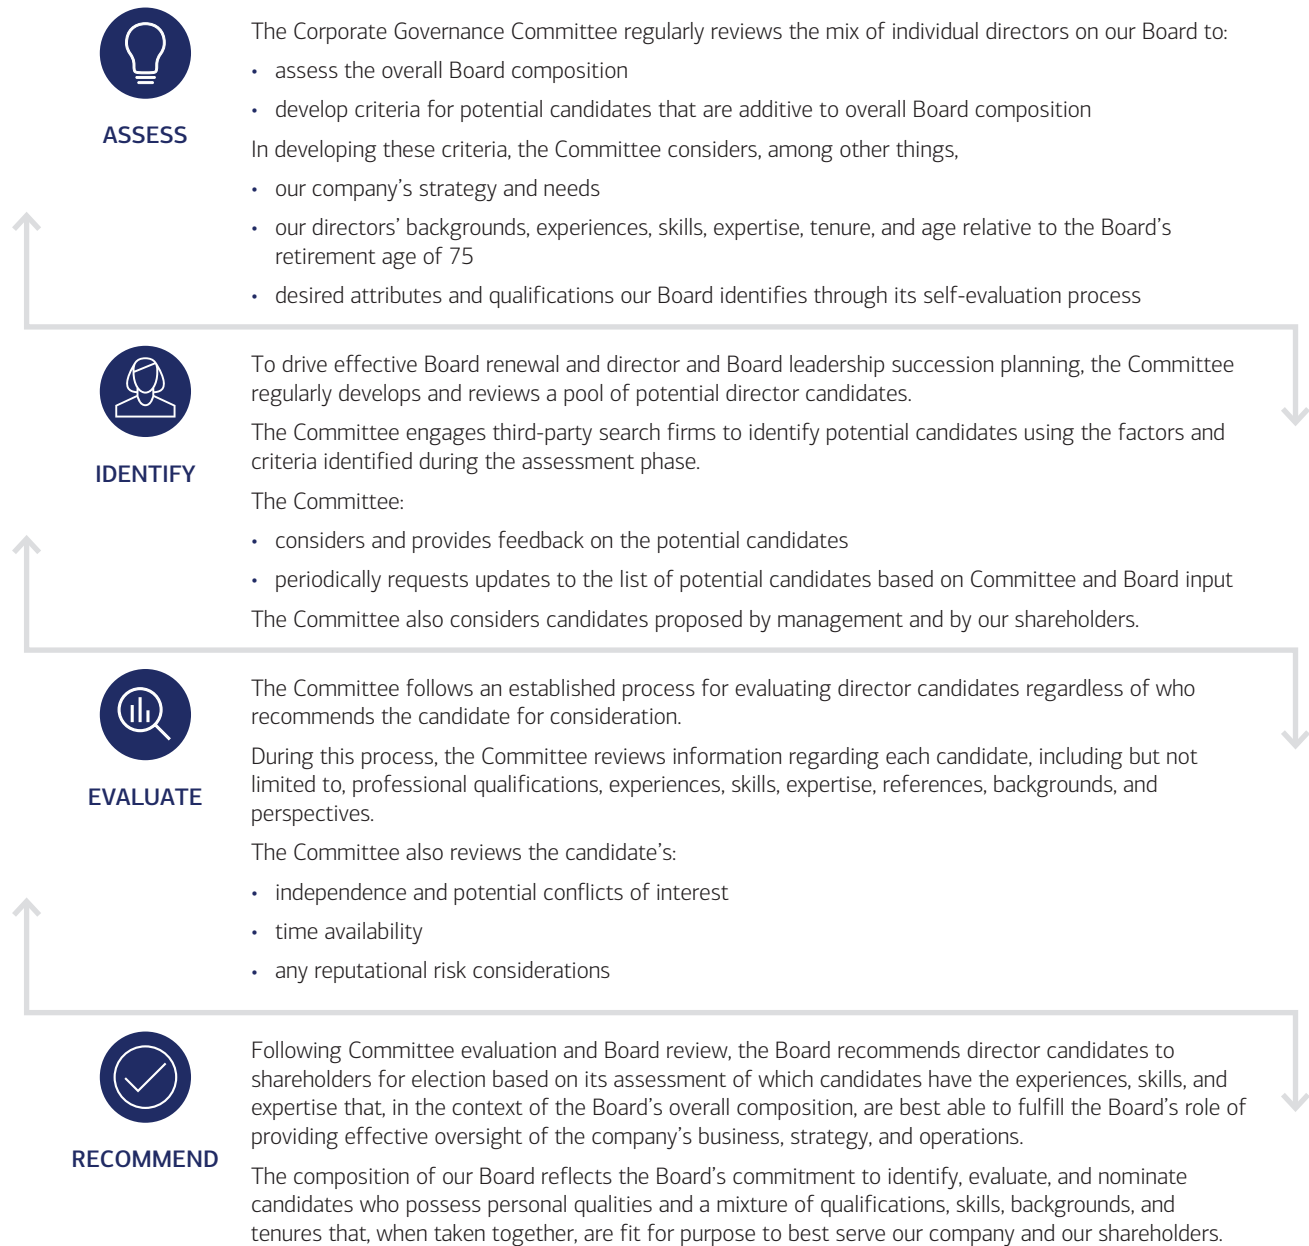 The Corporate Governance Committee regularly reviews the mix of individual directors on our Board to:
• assess the overall Board composition
• develop criteria for potential candidates that are additive to overall Board composition
ASSESS
In developing these criteria, the Committee considers, among other things,
• our company’s strategy and needs
• our directors’ backgrounds, experiences, skills, expertise, tenure, and age relative to the Board’s
retirement age of 75
• desired attributes and qualifications our Board identifies through its self-evaluation process
To drive effective Board renewal and director and Board leadership succession planning, the Committee
regularly develops and reviews a pool of potential director candidates.
The Committee engages third-party search firms to identify potential candidates using the factors and
criteria identified during the assessment phase.
IDENTIFY
The Committee:
• considers and provides feedback on the potential candidates
• periodically requests updates to the list of potential candidates based on Committee and Board input
The Committee also considers candidates proposed by management and by our shareholders.
The Committee follows an established process for evaluating director candidates regardless of who
recommends the candidate for consideration.
During this process, the Committee reviews information regarding each candidate, including but not
limited to, professional qualifications, experiences, skills, expertise, references, backgrounds, and
perspectives.
EVALUATE
The Committee also reviews the candidate’s:
• independence and potential conflicts of interest
• time availability
• any reputational risk considerations
Following Committee evaluation and Board review, the Board recommends director candidates to
shareholders for election based on its assessment of which candidates have the experiences, skills, and
expertise that, in the context of the Board’s overall composition, are best able to fulfill the Board’s role of
providing effective oversight of the company’s business, strategy, and operations.
RECOMMEND
The composition of our Board reflects the Board’s commitment to identify, evaluate, and nominate
candidates who possess personal qualities and a mixture of qualifications, skills, backgrounds, and
tenures that, when taken together, are fit for purpose to best serve our company and our shareholders.